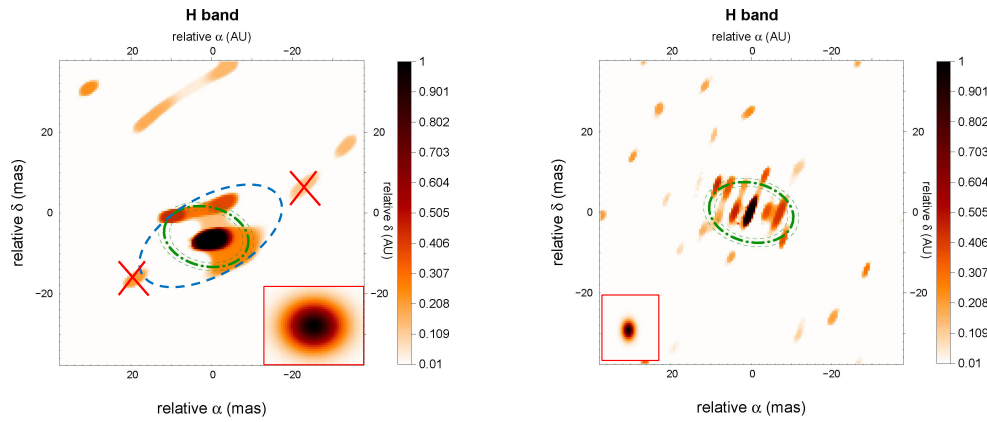 H band
relative α (AU)
20 0 −20
relative δ (mas)
20
0
−20
20
0
relative δ (AU)
−20
20 0 −20
relative α (mas)
1
0.901
0.802
0.703
0.604
0.505
0.406
0.307
0.208
0.109
0.01
H band
relative α (AU)
20 0 −20
relative δ (mas)
20
0
−20
20
0
relative δ (AU)
−20
20 0 −20
relative α (mas)
1
0.901
0.802
0.703
0.604
0.505
0.406
0.307
0.208
0.109
0.01